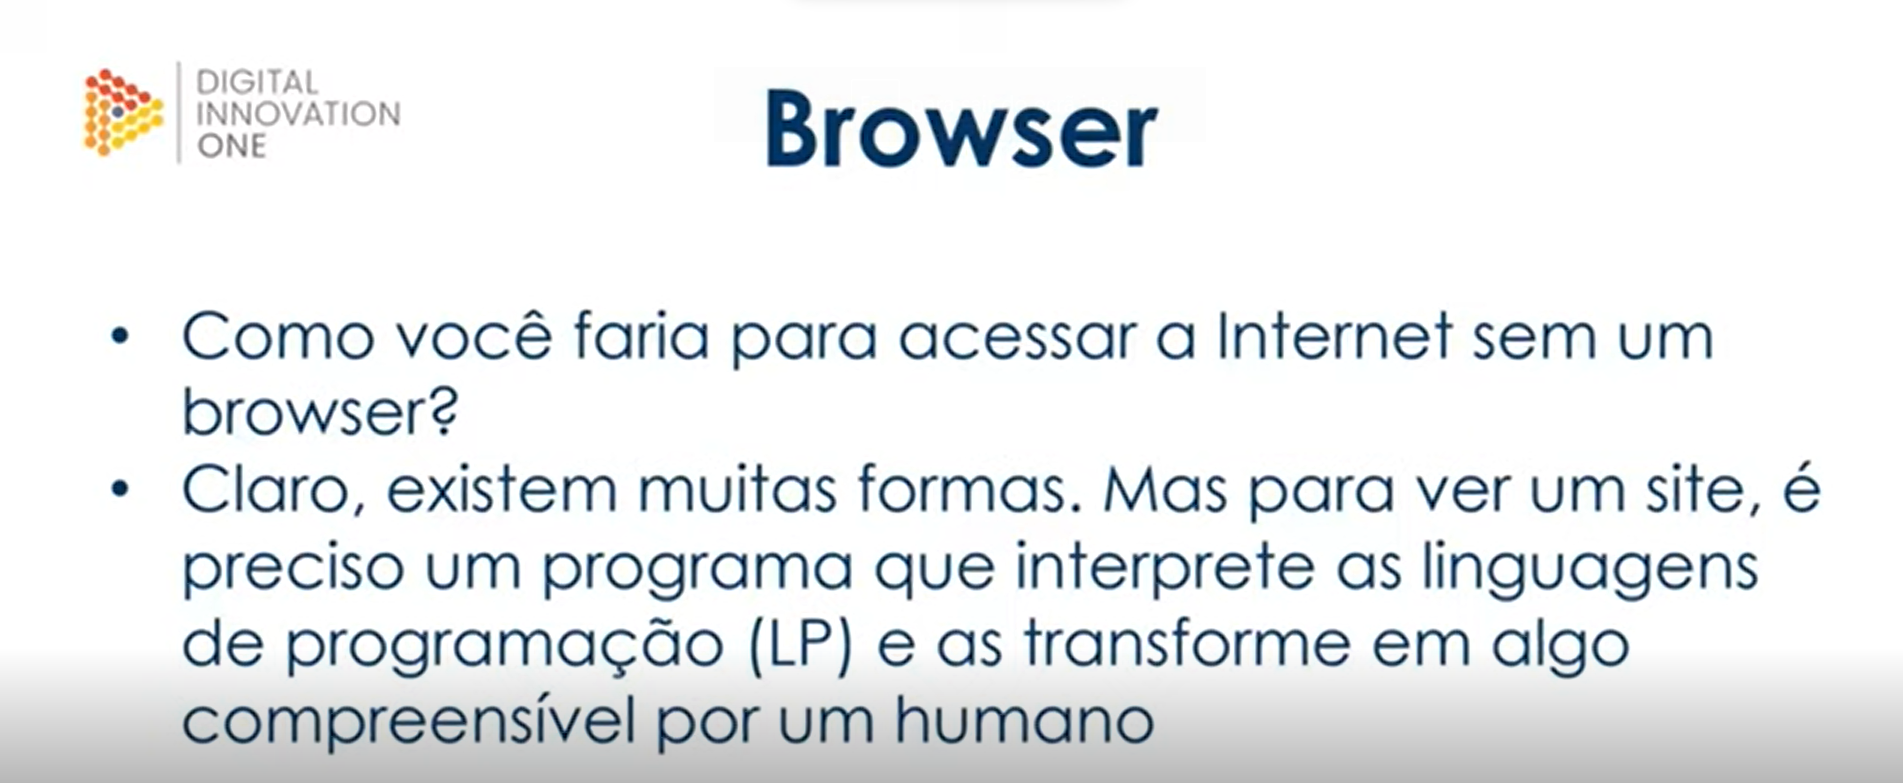 DIGITAL
INNOVATION
ONE
Browser
• Como você faria para acessar a Internet sem um
browser?
• Claro, existem muitas formas. Mas para ver um site, é
preciso um programa que interprete as linguagens
de programação (LP) e as transforme em algo
compreensível por um humano